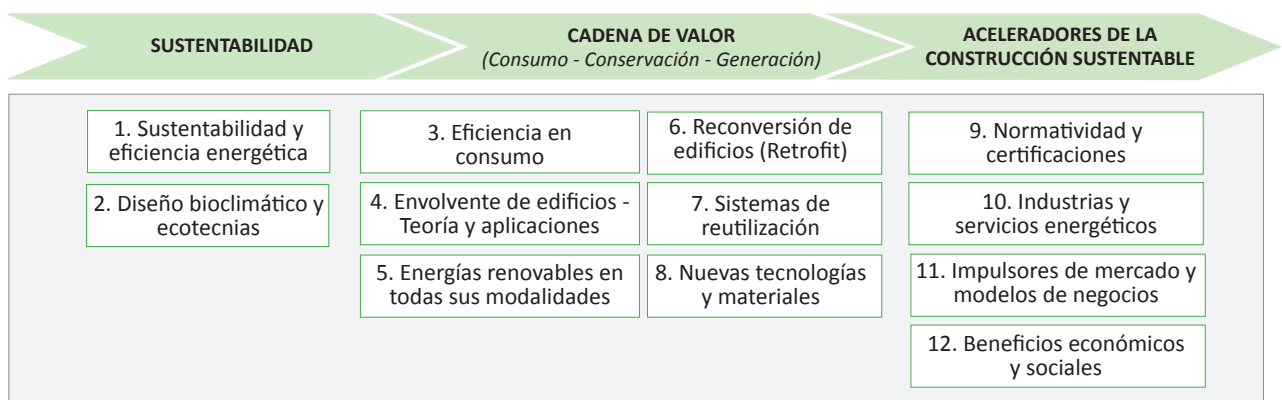 SUSTENTABILIDAD
CADENA DE VALOR
(Consumo - Conservación - Generación)
ACELERADORES DE LA
CONSTRUCCIÓN SUSTENTABLE
1. Sustentabilidad y
eficiencia energética
2. Diseño bioclimático y
ecotecnias
3. Eficiencia en
consumo
4. Envolvente de edificios -
Teoría y aplicaciones
5. Energías renovables en
todas sus modalidades
6. Reconversión de
edificios (Retrofit)
7. Sistemas de
reutilización
8. Nuevas tecnologías
y materiales
9. Normatividad y
certificaciones
10. Industrias y
servicios energéticos
11. Impulsores de mercado y
modelos de negocios
12. Beneficios económicos
y sociales